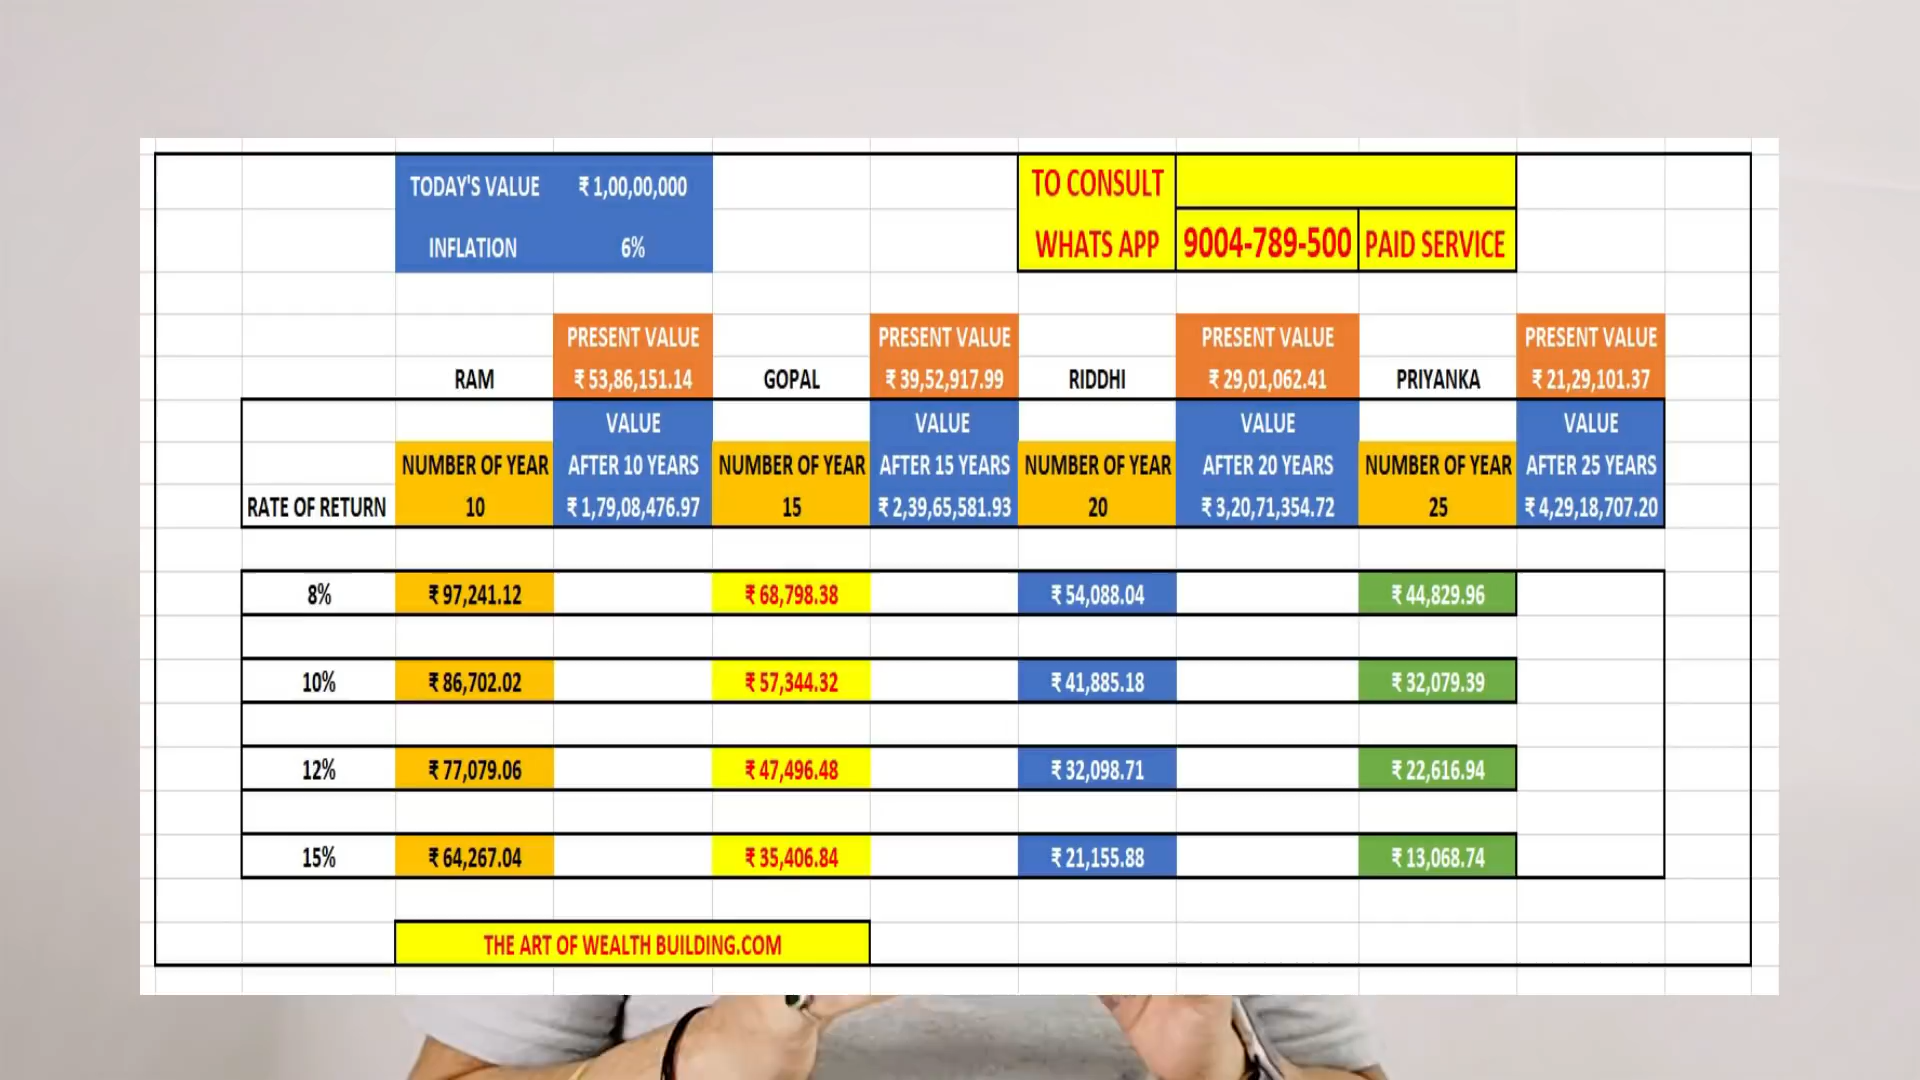 TODAY'S VALUE ₹ 1,00,00,000 TO CONSULT
INFLATION 6% WHATS APP 9004-789-500 PAID SERVICE
PRESENT VALUE PRESENT VALUE PRESENT VALUE PRESENT VALUE
RAM ₹ 53,86,151.14 GOPAL ₹ 39,52,917.99 RIDDHI ₹ 29,01,062.41 PRIYANKA ₹ 21,29,101.37
VALUE VALUE VALUE VALUE
NUMBER OF YEAR AFTER 10 YEARS NUMBER OF YEAR AFTER 15 YEARS NUMBER OF YEAR AFTER 20 YEARS NUMBER OF YEAR AFTER 25 YEARS
RATE OF RETURN 10 ₹ 1,79,08,476.97 15 ₹ 2,39,65,581.93 20 ₹ 3,20,71,354.72 25 ₹ 4,29,18,707.20
8% ₹ 97,241.12 ₹ 68,798.38 ₹ 54,088.04 ₹ 44,829.96
10% ₹ 86,702.02 ₹ 57,344.32 ₹ 41,885.18 ₹ 32,079.39
12% ₹ 77,079.06 ₹ 47,496.48 ₹ 32,098.71 ₹ 22,616.94
15% ₹ 64,267.04 ₹ 35,406.84 ₹ 21,155.88 ₹ 13,068.74
THE ART OF WEALTH BUILDING.COM